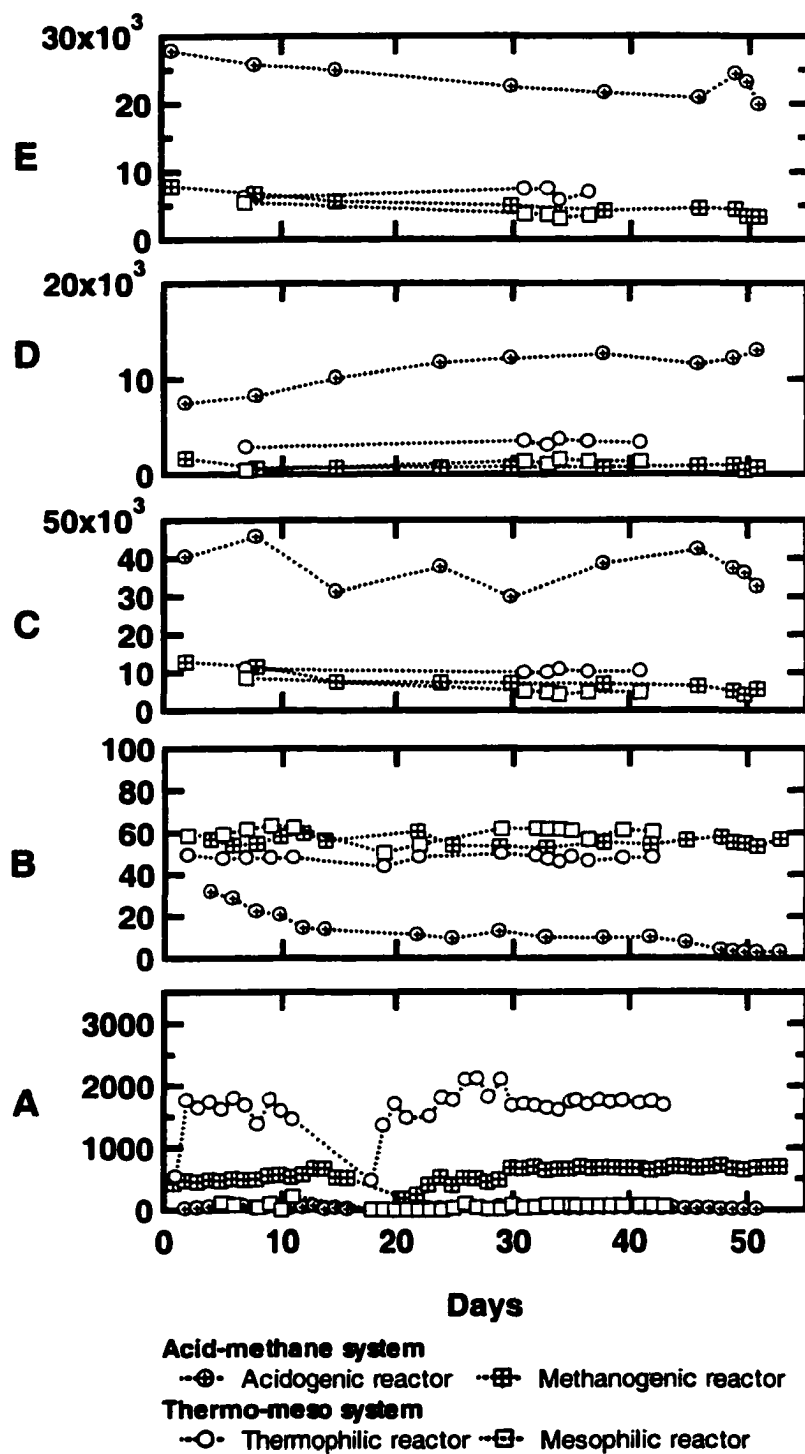 30x10³
20
E
10
0
20x10³
D
10
0
50x10³
40
C
30
20
10
0
100
80
B
60
40
20
0
3000
A
2000
1000
0
0 10 20 30 40 50
Days
Acid-methane system
Acidogenic reactor Methanogenic reactor
Thermo-meso system
Thermophilic reactor Mesophilic reactor